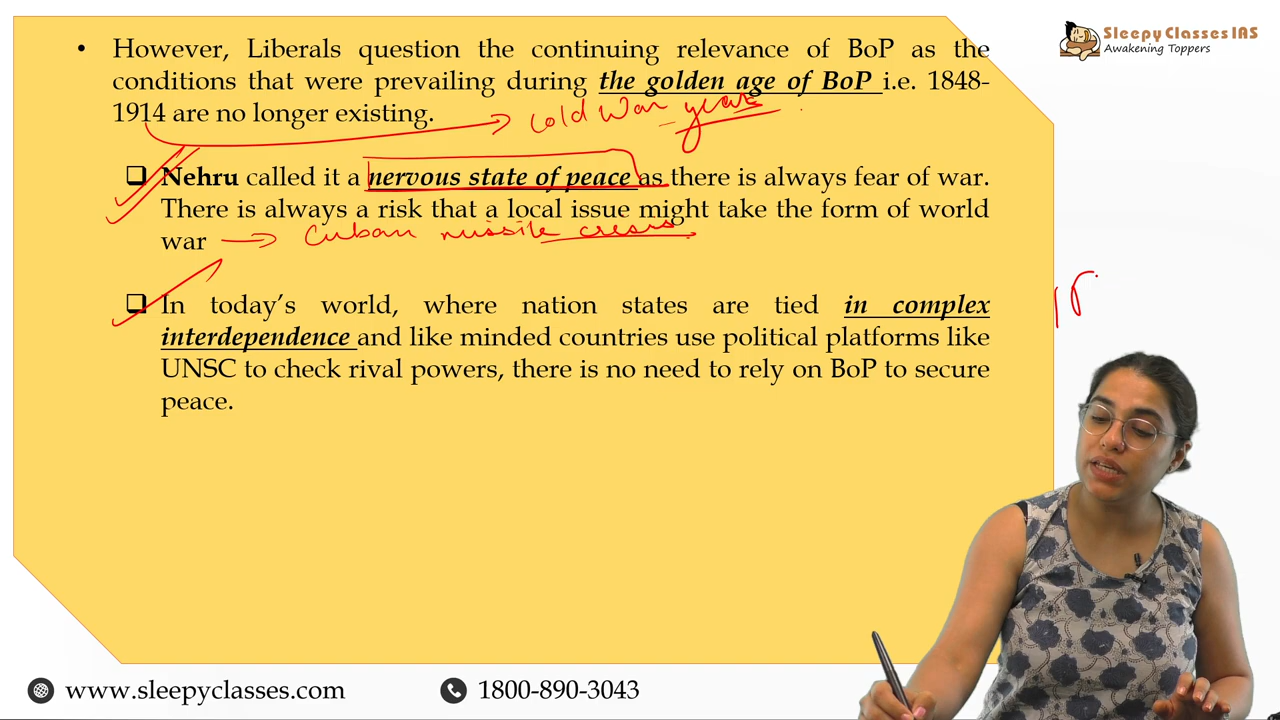 SleepyClasses IAS
Awakening Toppers
• However, Liberals question the continuing relevance of BoP as the
conditions that were prevailing during the golden age of BoP i.e. 1848-
1914 are no longer existing.
cold War years
❑ Nehru called it a nervous state of peace as there is always fear of war.
There is always a risk that a local issue might take the form of world
war
Cuban missile
❑ In today's world, where nation states are tied in complex
interdependence and like minded countries use political platforms like
UNSC to check rival powers, there is no need to rely on BoP to secure
peace.
www.sleepyclasses.com
1800-890-3043